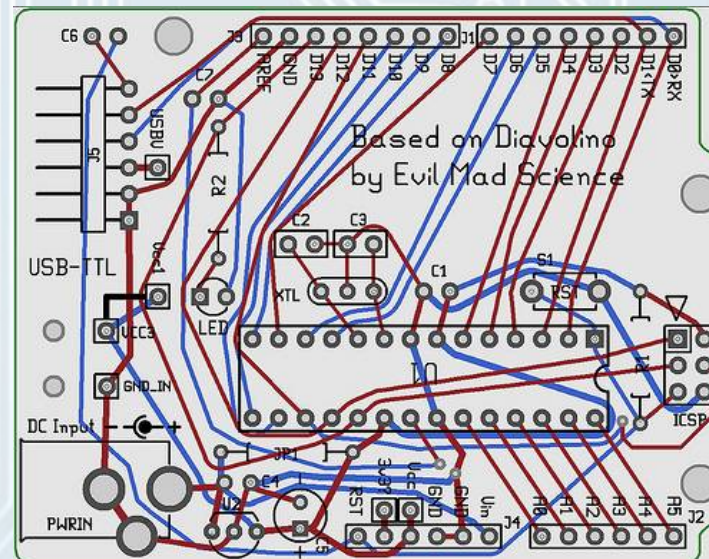 C6
J3
J1
AREF
GND
D13
D12
D11
D10
D9
D8
D7
D6
D5
D4
D3
D2
D1<TX
D0>RX
C7
USBV
J5
Based on Diavolino
by Evil Mad Science
R2
C2
C3
USB-TTL
Vcc1
XTL
C1
S1
RST
LED
VCC3
U1
R1
GND_IN
ICSP
DC Input - +
JP1
PWRIN
U2
C4
C5
RST
3v3?
Vcc
GND
GND
Vin
J4
A0
A1
A2
A3
A4
A5
J2